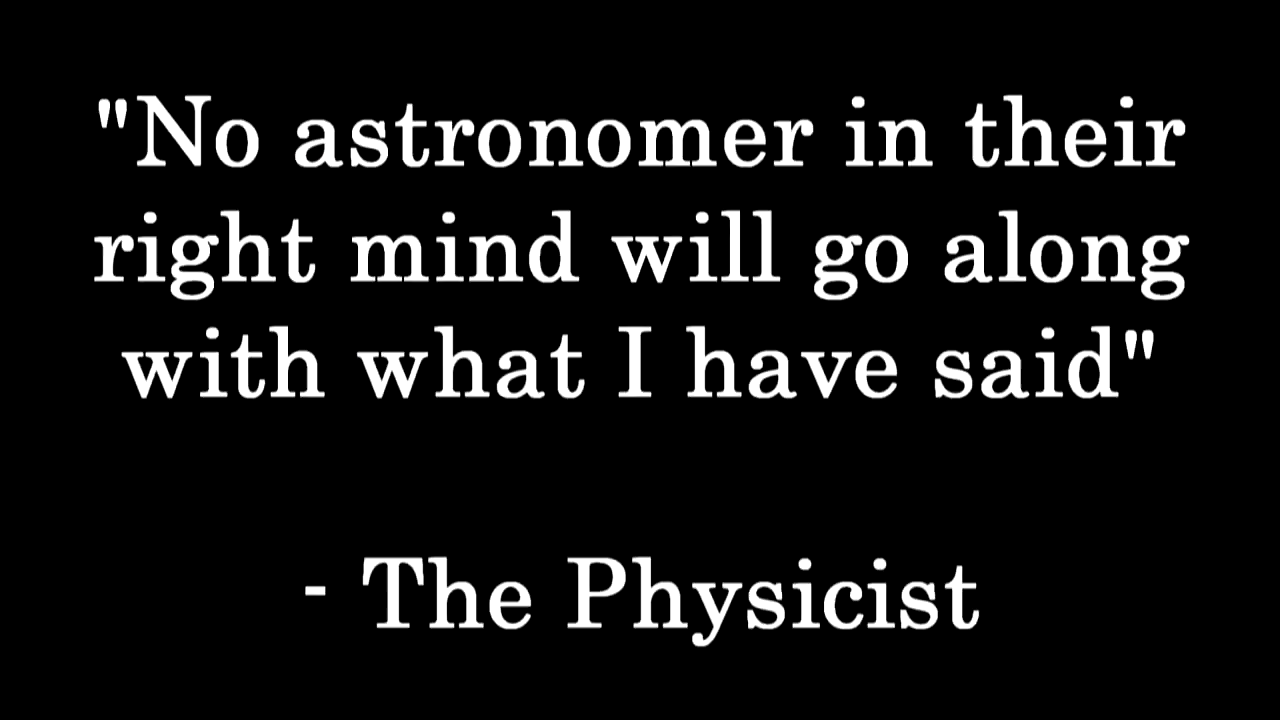 "No astronomer in their
right mind will go along
with what I have said"
- The Physicist